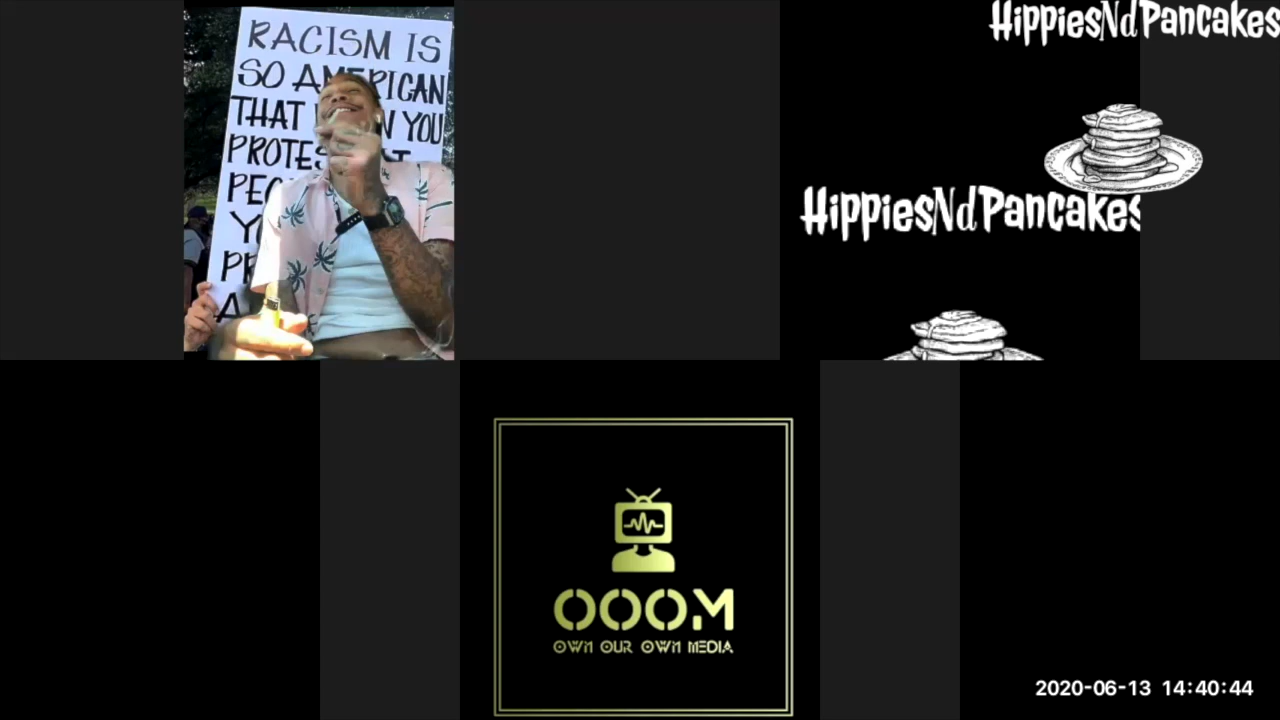 RACISM IS
SO AMERICAN
THAT YOU
PROTES
YOU
HippiesNdPancakes
HippiesNdPancakes
OOOM
OWN OUR OWN MEDIA
2020-06-13 14:40:44